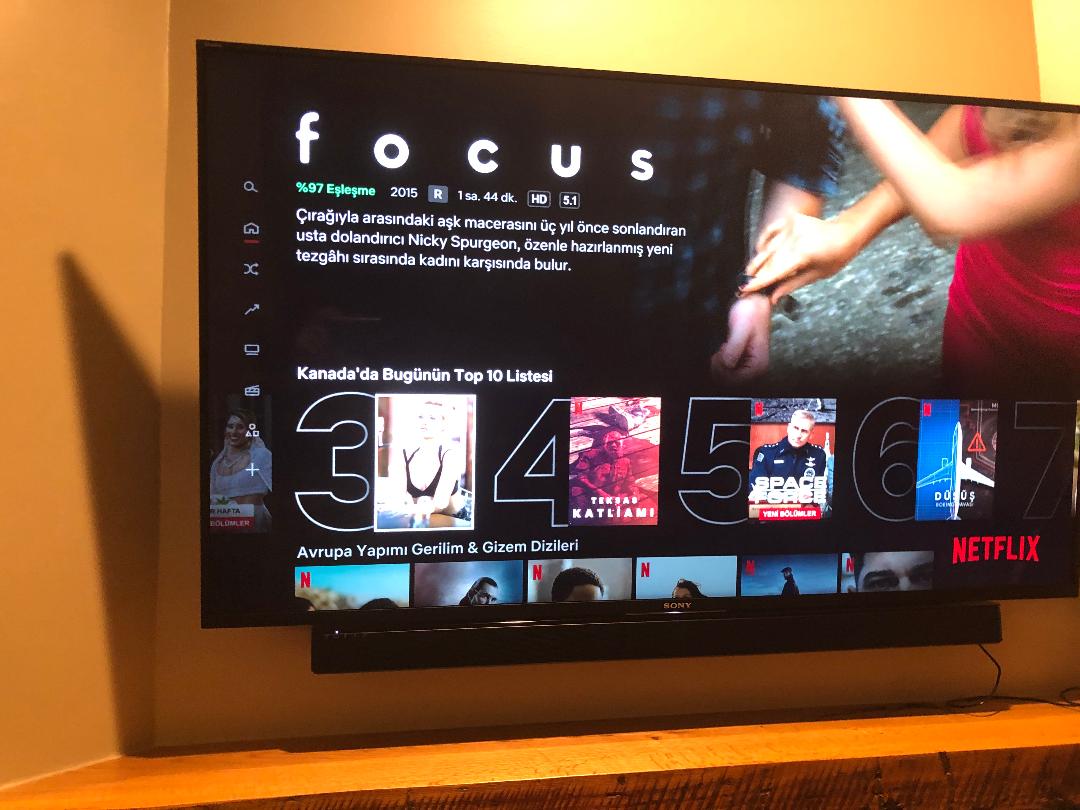 focus
%97 Eşleşme 2015 R 1 sa. 44 dk. HD 5.1
Çırağıyla arasındaki aşk macerasını üç yıl önce sonlandıran
usta dolandırıcı Nicky Spurgeon, özenle hazırlanmış yeni
tezgâhı sırasında kadını karşısında bulur.
Kanada'da Bugünün Top 10 Listesi
3 4 5 6 7
R HAFTA
BÖLÜMLER
N
TEKSAS
KATLİAMI
N
SPACE
FORCE
YENİ BÖLÜMLER
N
DÜŞÜŞ
Avrupa Yapımı Gerilim & Gizem Dizileri
NETFLIX
N N N N N
SONY